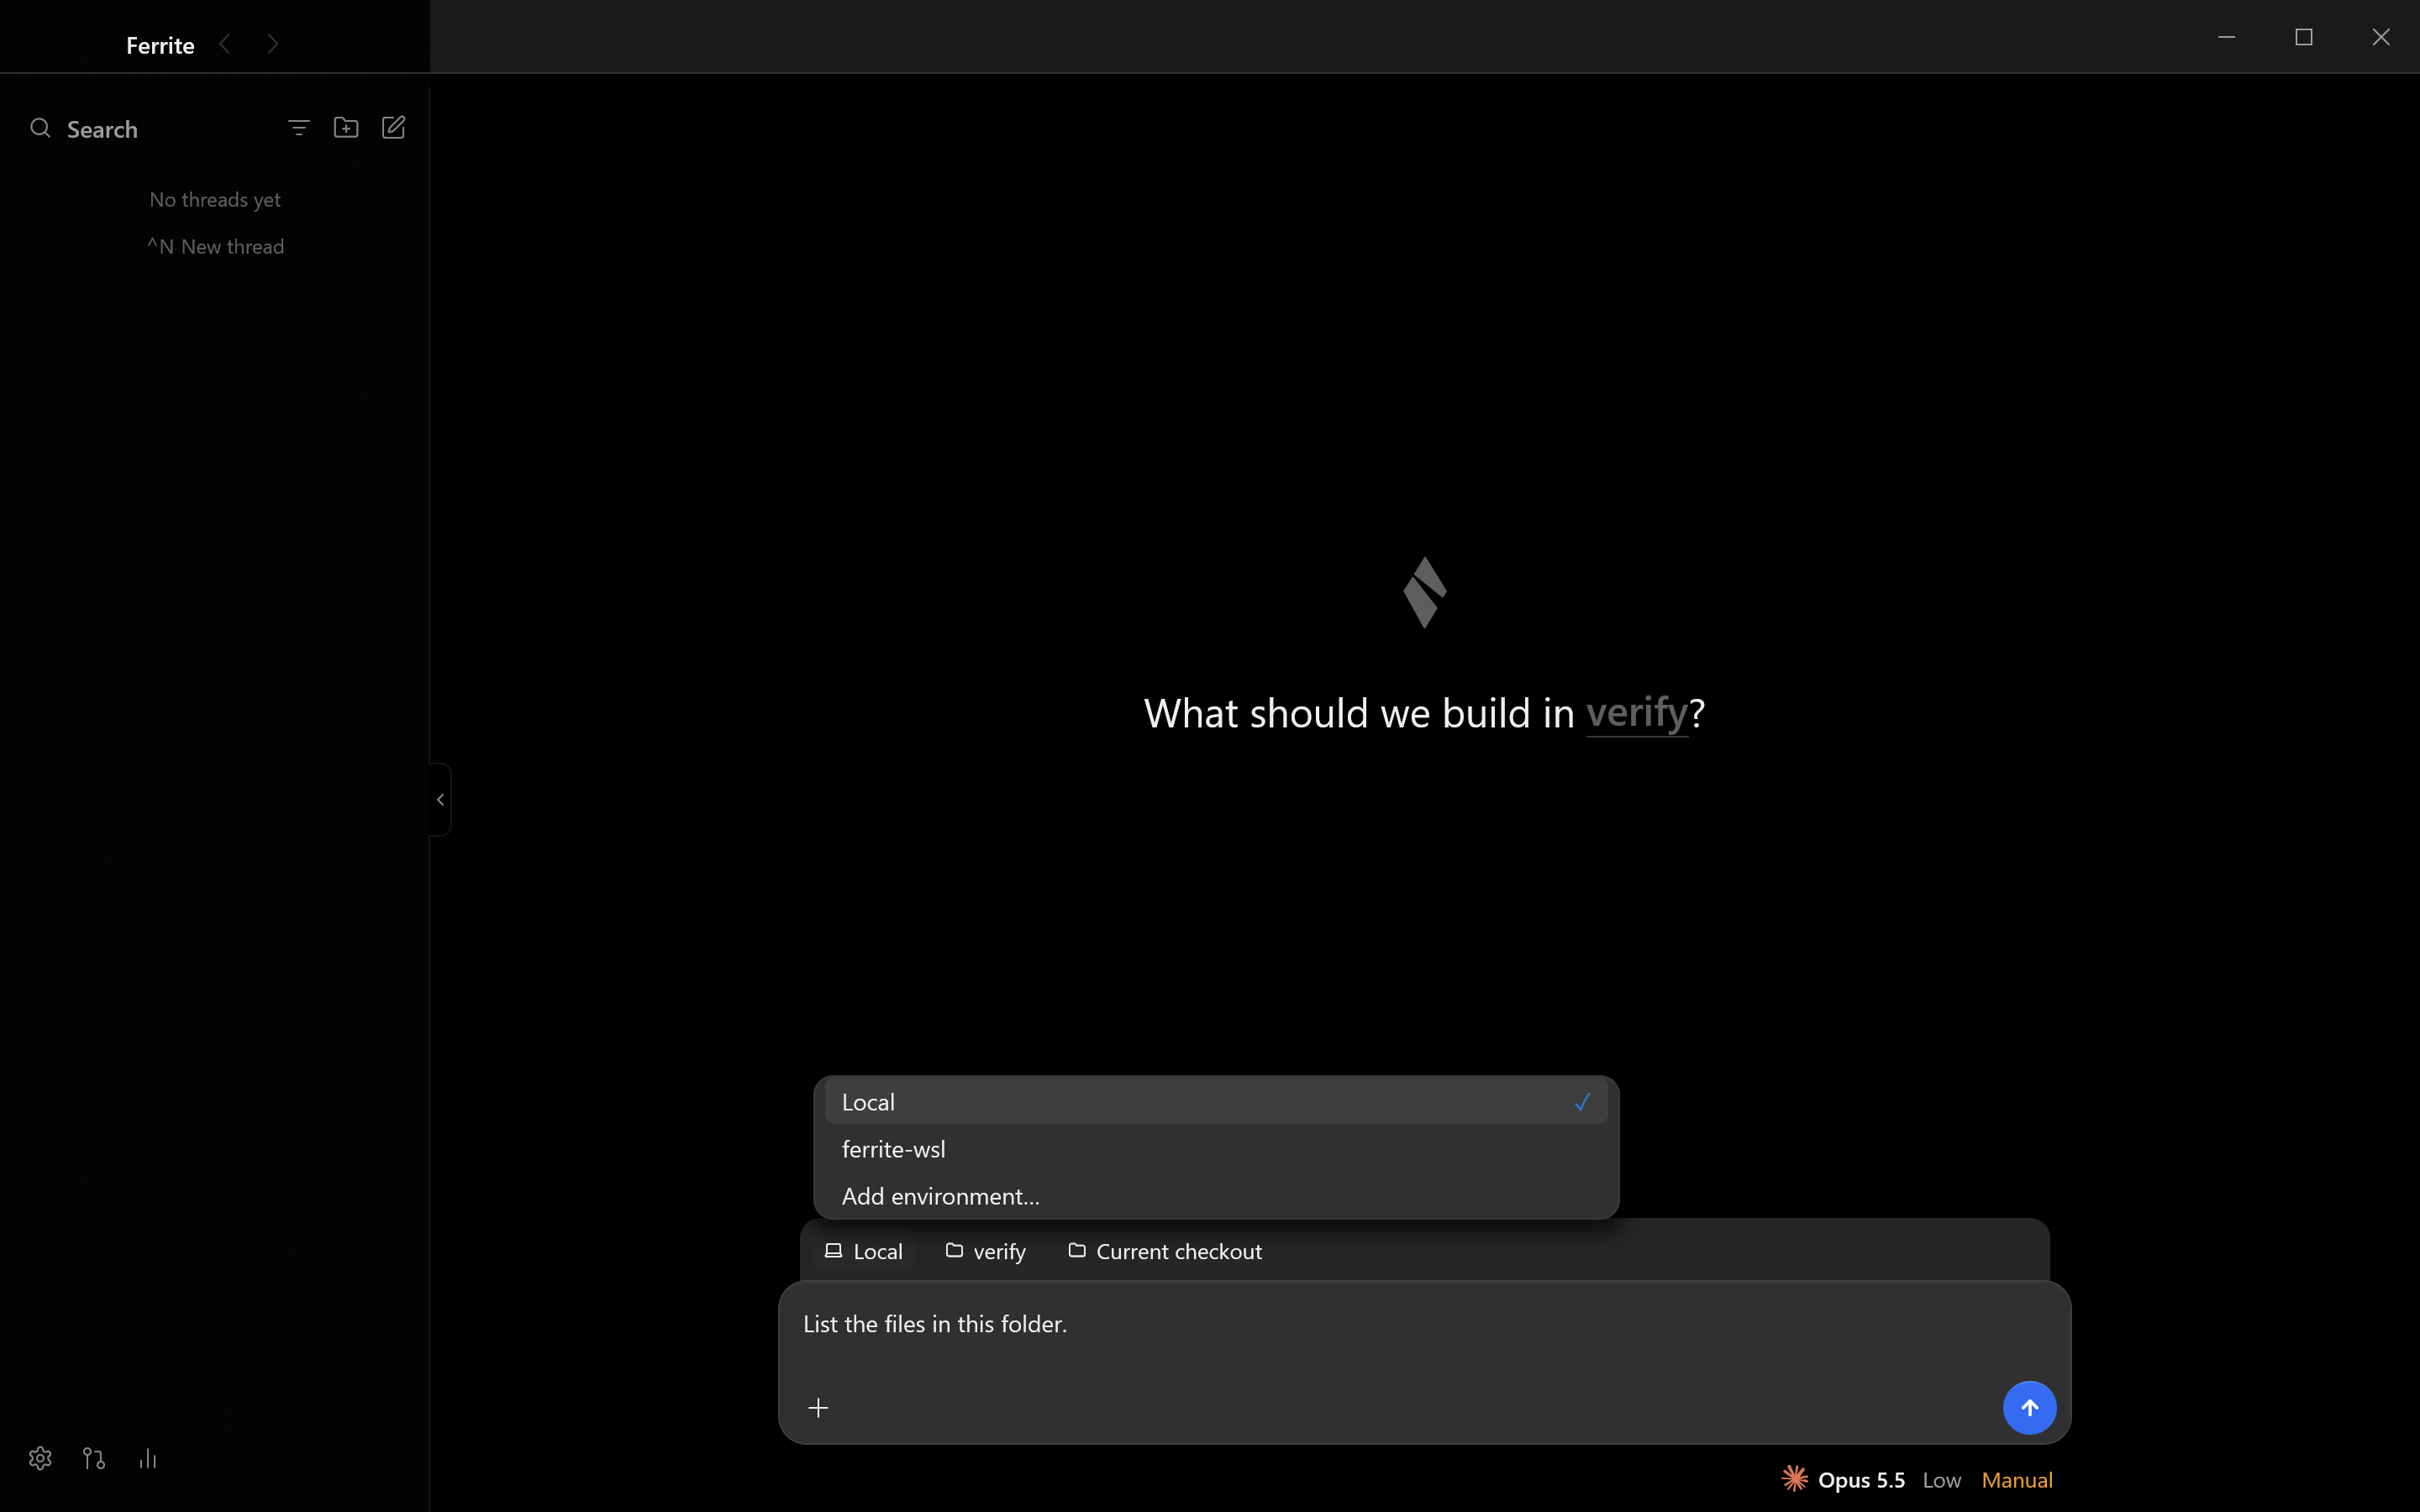 Ferrite
Search
No threads yet
^N New thread
What should we build in verify?
Local
ferrite-wsl
Add environment...
Local verify Current checkout
List the files in this folder.
Opus 5.5 Low Manual